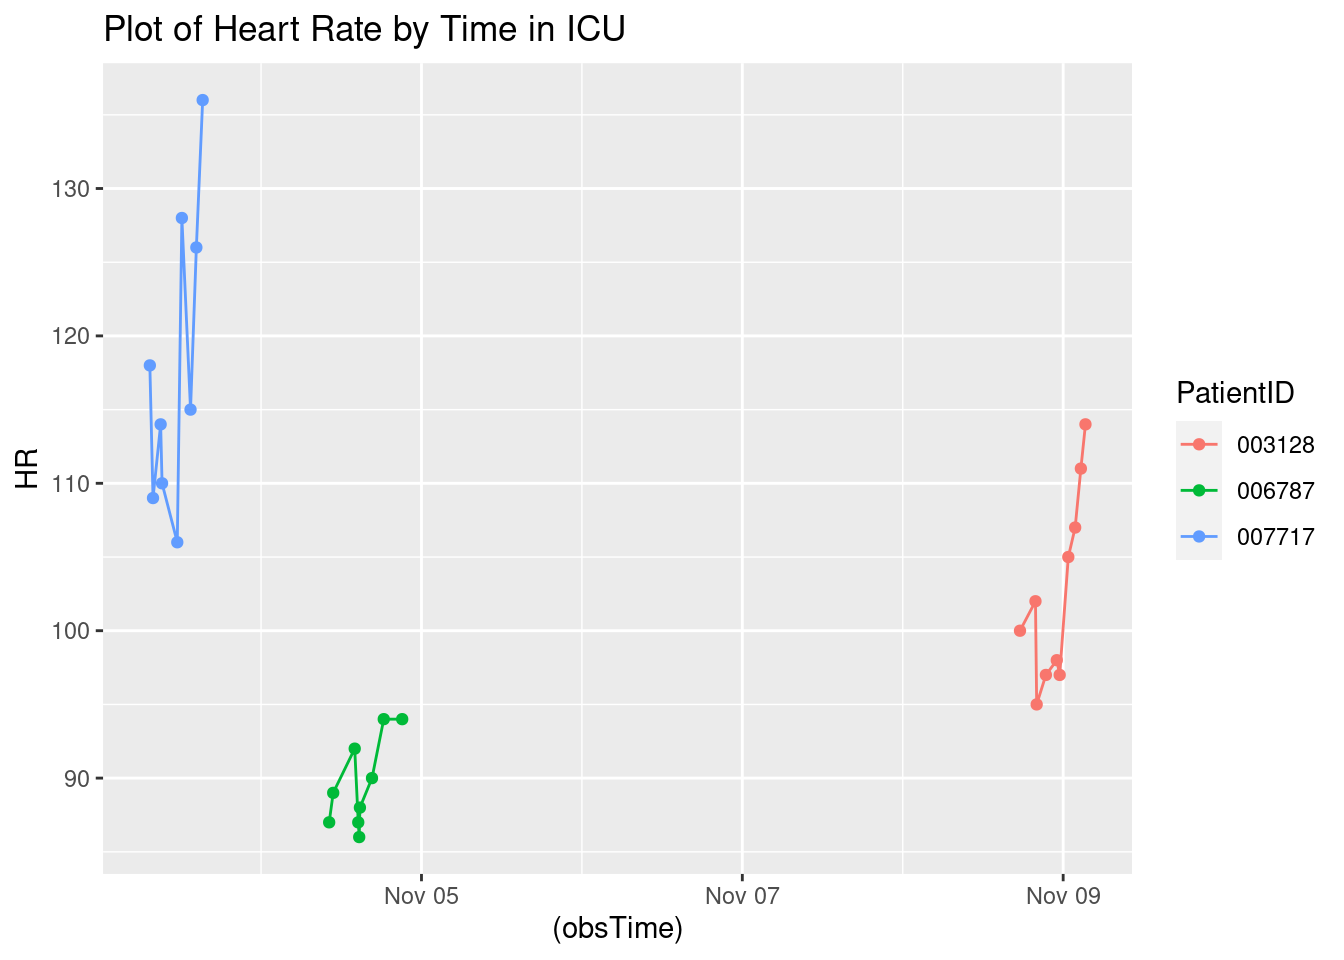 Plot of Heart Rate by Time in ICU
HR
130
120
110
100
90
Nov 05
Nov 07
Nov 09
(obsTime)
PatientID
003128
006787
007717